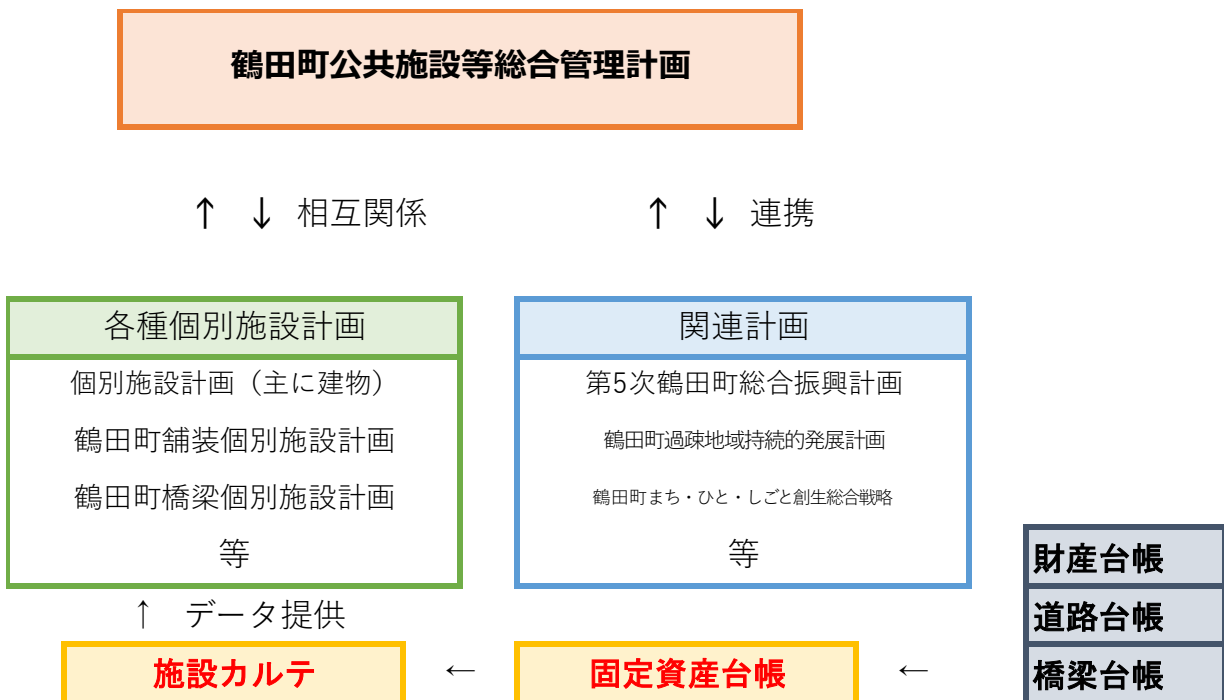 鶴田町公共施設等総合管理計画
↑ ↓ 相互関係
↑ ↓ 連携
各種個別施設計画
個別施設計画（主に建物）
鶴田町舗装個別施設計画
鶴田町橋梁個別施設計画
等
関連計画
第5次鶴田町総合振興計画
鶴田町過疎地域持続的発展計画
鶴田町まち・ひと・しごと創生総合戦略
等
↑ データ提供
施設カルテ
←
固定資産台帳
←
財産台帳
道路台帳
橋梁台帳